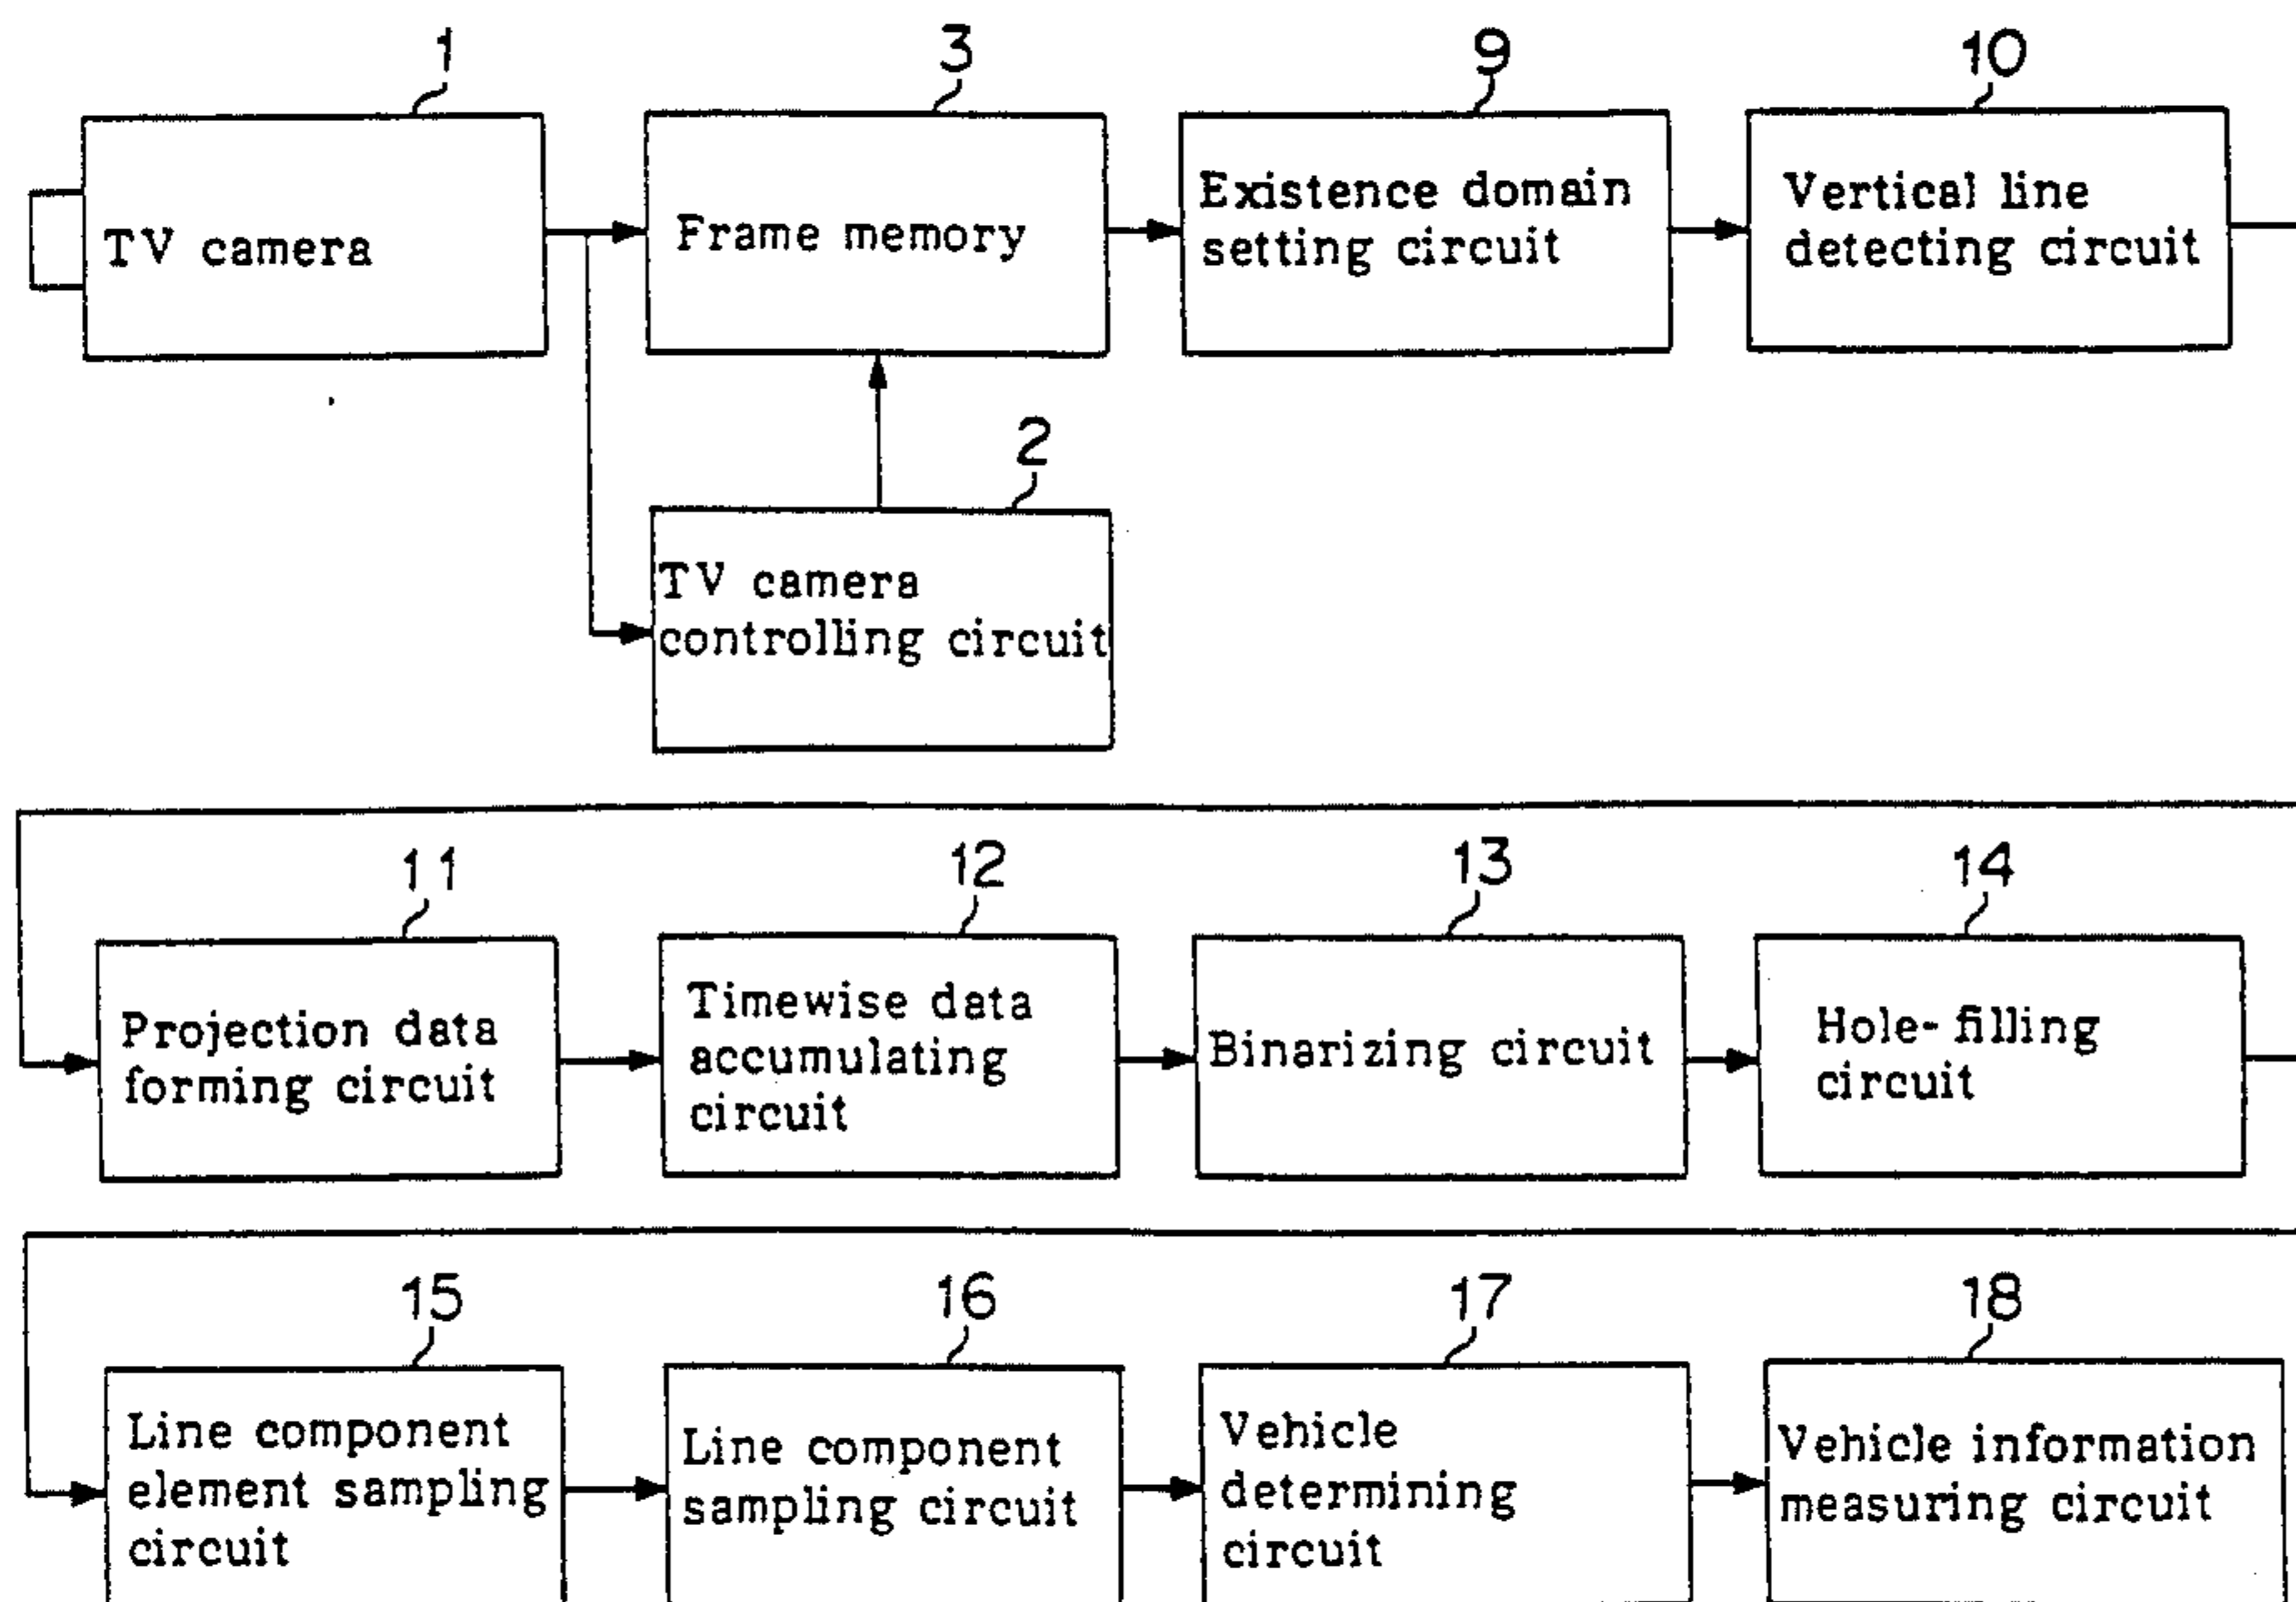 1
3
9
10
TV camera
Frame memory
Existence domain
setting circuit
Vertical line
detecting circuit
2
TV camera
controlling circuit
11
12
13
14
Projection data
forming circuit
Timewise data
accumulating
circuit
Binarizing circuit
Hole-filling
circuit
15
16
17
18
Line component
element sampling
circuit
Line component
sampling circuit
Vehicle
determining
circuit
Vehicle information
measuring circuit